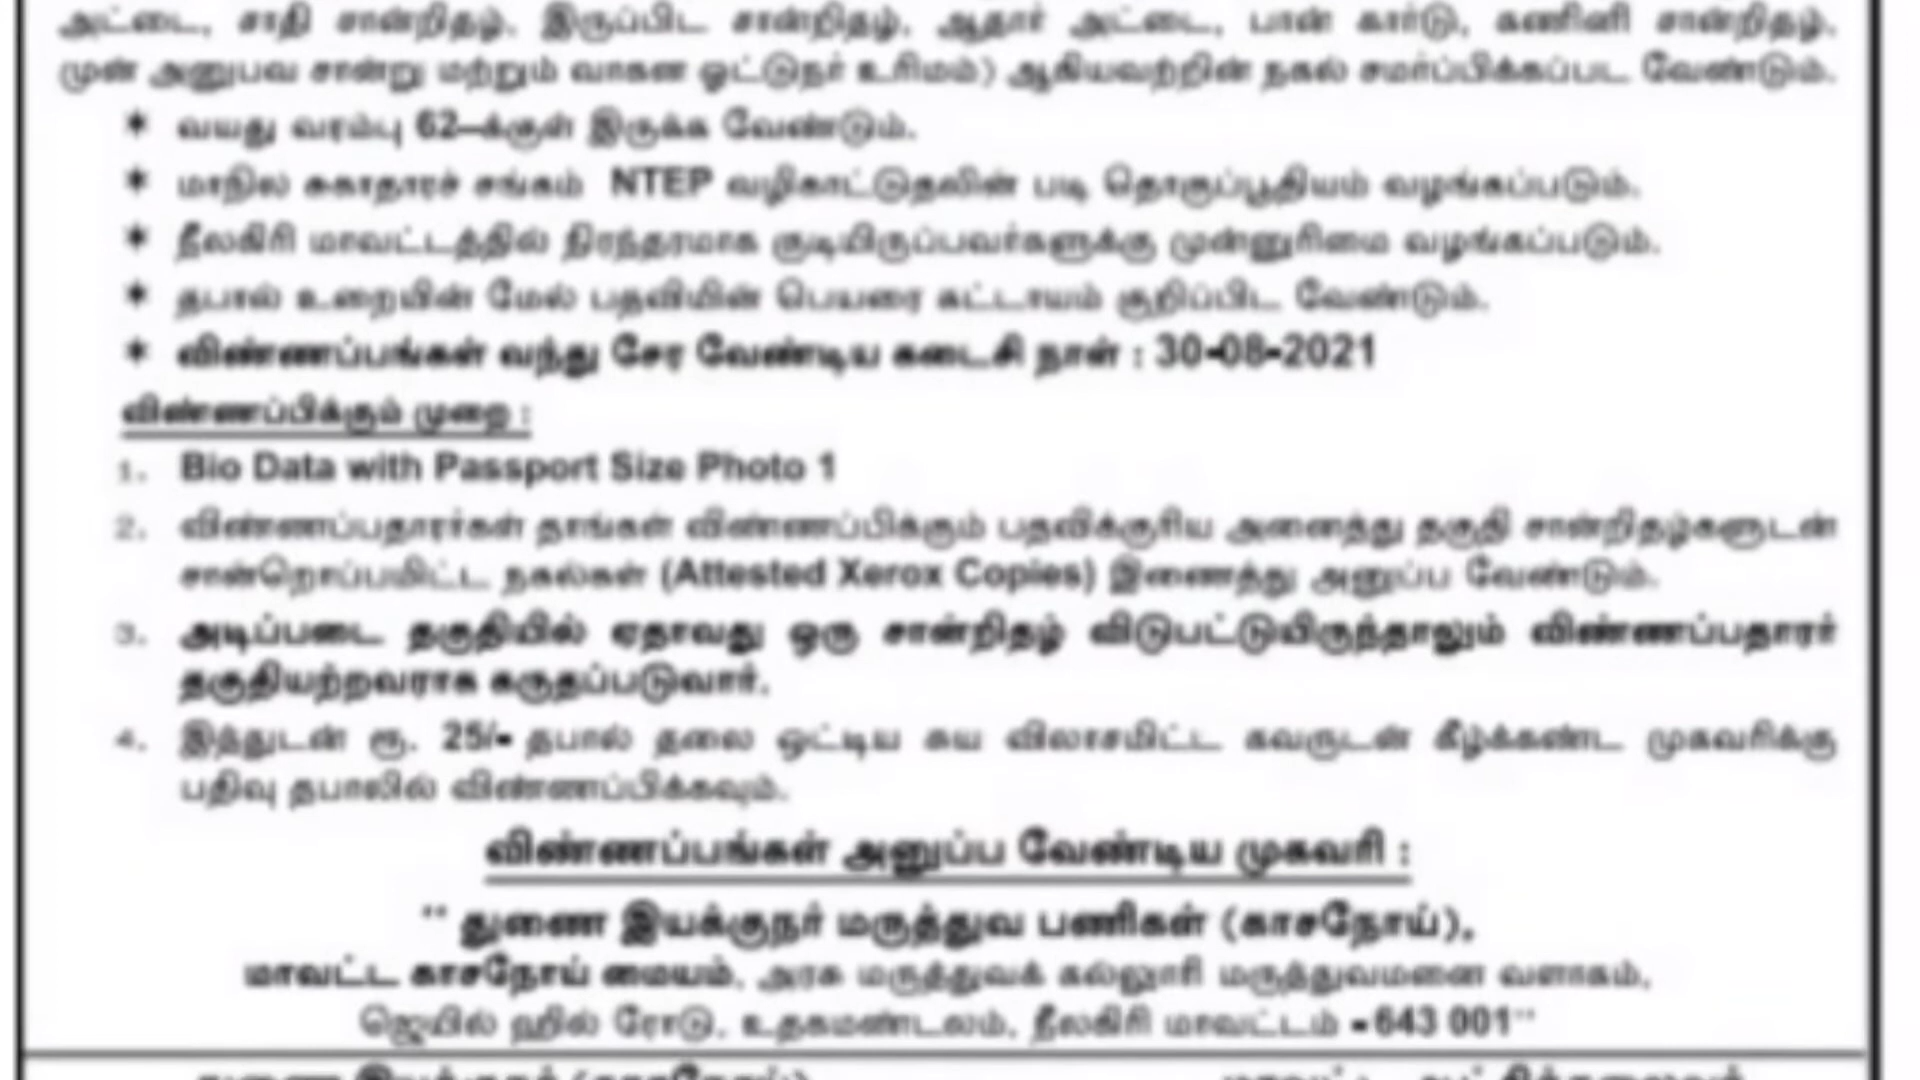 அட்டை, சாதி சான்றிதழ், இருப்பிட சான்றிதழ், ஆதார் அட்டை, பான் கார்டு, கணினி சான்றிதழ்,
முன் அனுபவ சான்று மற்றும் வாகன ஓட்டுநர் உரிமம்) ஆகியவற்றின் நகல் சமர்ப்பிக்கப்பட வேண்டும்.
* வயது வரம்பு 62–க்குள் இருக்க வேண்டும்.
* மாநில சுகாதாரச் சங்கம் NTEP வழிகாட்டுதலின் படி தொகுப்பூதியம் வழங்கப்படும்.
* நீலகிரி மாவட்டத்தில் நிரந்தரமாக குடியிருப்பவர்களுக்கு முன்னுரிமை வழங்கப்படும்.
* தபால் உறையின் மேல் பதவிமின் பெயரை கட்டாயம் குறிப்பிட வேண்டும்.
* விண்ணப்பங்கள் வந்து சேர வேண்டிய கடைசி நாள் : 30-08-2021
விண்ணப்பிக்கும் முறை :
1. Bio Data with Passport Size Photo 1
2. விண்ணப்பதாரர்கள் தாங்கள் விண்ணப்பிக்கும் பதவிக்குரிய அனைத்து தகுதி சான்றிதழ்களுடன்
சான்றொப்பமிட்ட நகல்கள் (Attested Xerox Copies) இணைத்து அனுப்ப வேண்டும்.
3. அடிப்படை தகுதியில் ஏதாவது ஒரு சான்றிதழ் விடுபட்டுயிருந்தாலும் விண்ணப்பதாரர்
தகுதியற்றவராக கருதப்படுவார்.
4. இத்துடன் ரூ. 25/- தபால் தலை ஒட்டிய சுய விலாசமிட்ட கவருடன் கீழ்க்கண்ட முகவரிக்கு
பதிவு தபாலில் விண்ணப்பிக்கவும்.
விண்ணப்பங்கள் அனுப்ப வேண்டிய முகவரி :
" துணை இயக்குநர் மருத்துவ பணிகள் (காசநோய்),
மாவட்ட காசநோய் மையம், அரசு மருத்துவக் கல்லூரி மருத்துவமனை வளாகம்,
ஜெயில் ஹில் ரோடு, உதகமண்டலம், நீலகிரி மாவட்டம் - 643 001"